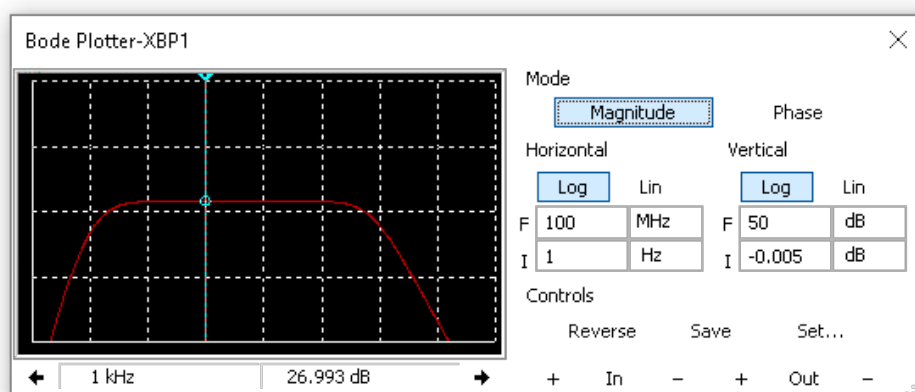 Bode Plotter-XBP1
Mode
Magnitude Phase
Horizontal Vertical
Log Lin Log Lin
F 100 MHz F 50 dB
I 1 Hz I -0.005 dB
Controls
Reverse Save Set...
1 kHz 26.993 dB + In - + Out -